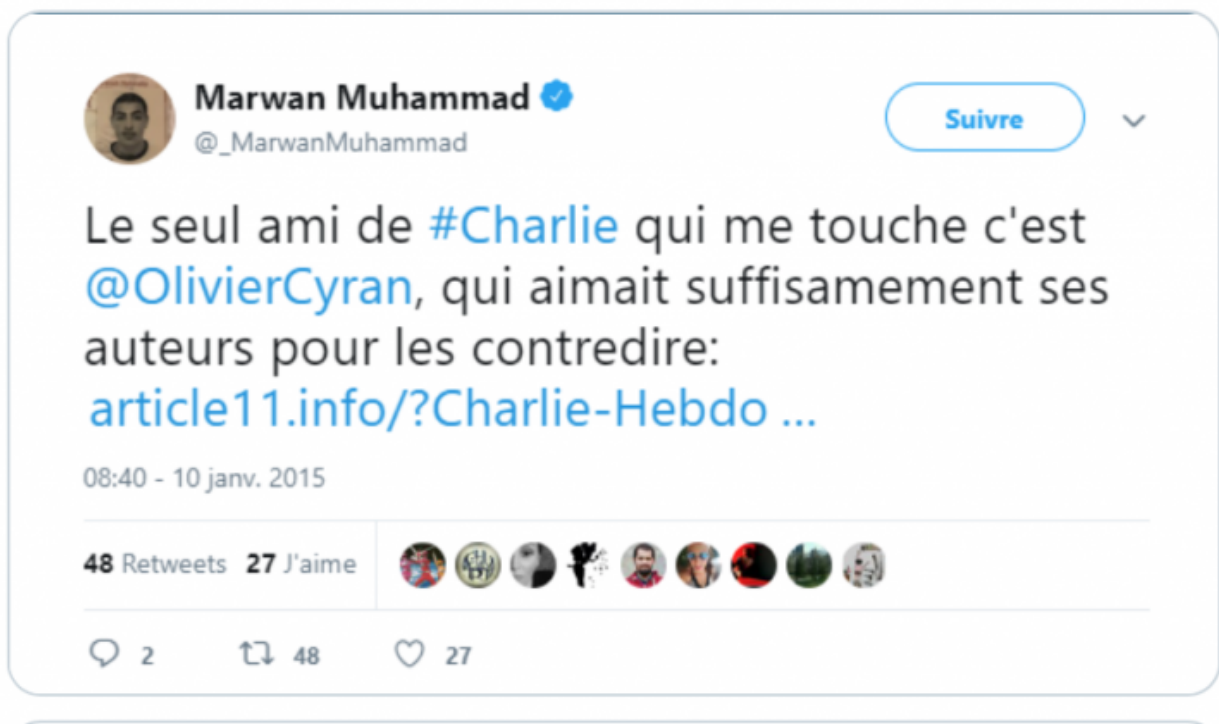 Marwan Muhammad
@_MarwanMuhammad
Suivre
Le seul ami de #Charlie qui me touche c'est
@OlivierCyran, qui aimait suffisamement ses
auteurs pour les contredire:
article11.info/?Charlie-Hebdo ...
08:40 - 10 janv. 2015
48 Retweets 27 J'aime
2 48 27